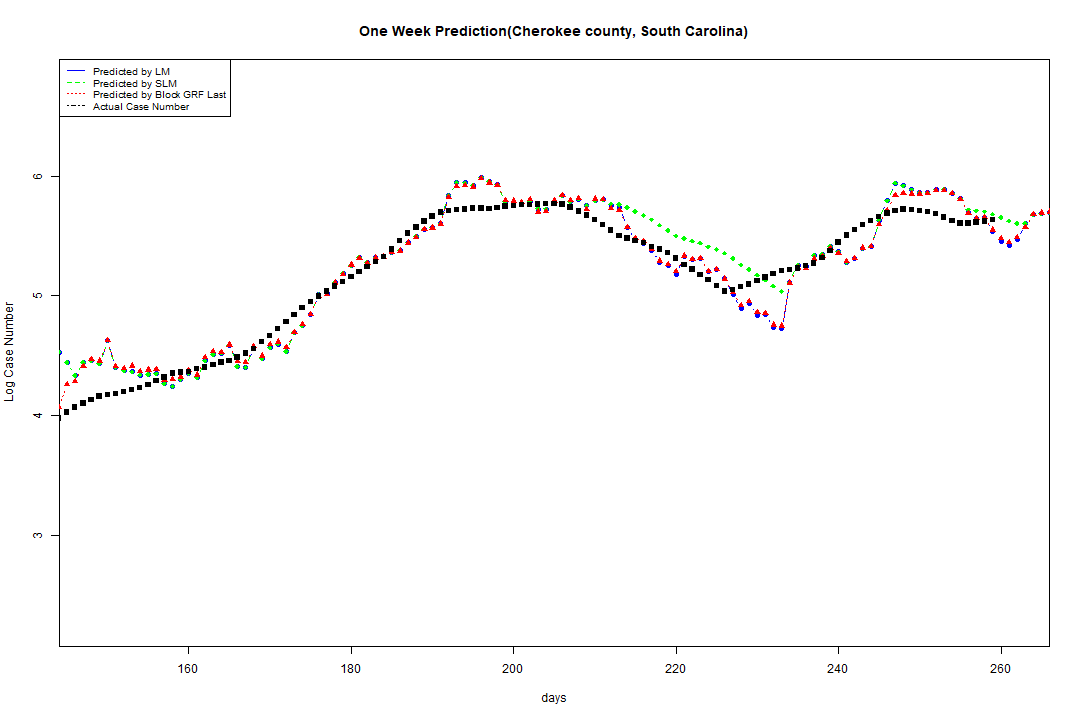 One Week Prediction(Cherokee county, South Carolina)
Predicted by LM
Predicted by SLM
Predicted by Block GRF Last
Actual Case Number
6
5
4
3
Log Case Number
160 180 200 220 240 260
days